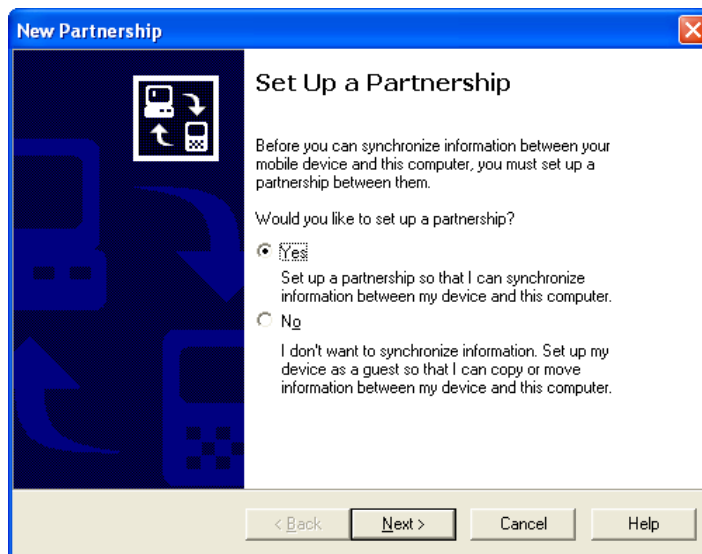 New Partnership
Set Up a Partnership
Before you can synchronize information between your
mobile device and this computer, you must set up a
partnership between them.
Would you like to set up a partnership?
Yes
Set up a partnership so that I can synchronize
information between my device and this computer.
No
I don't want to synchronize information. Set up my
device as a guest so that I can copy or move
information between my device and this computer.
< Back
Next >
Cancel
Help